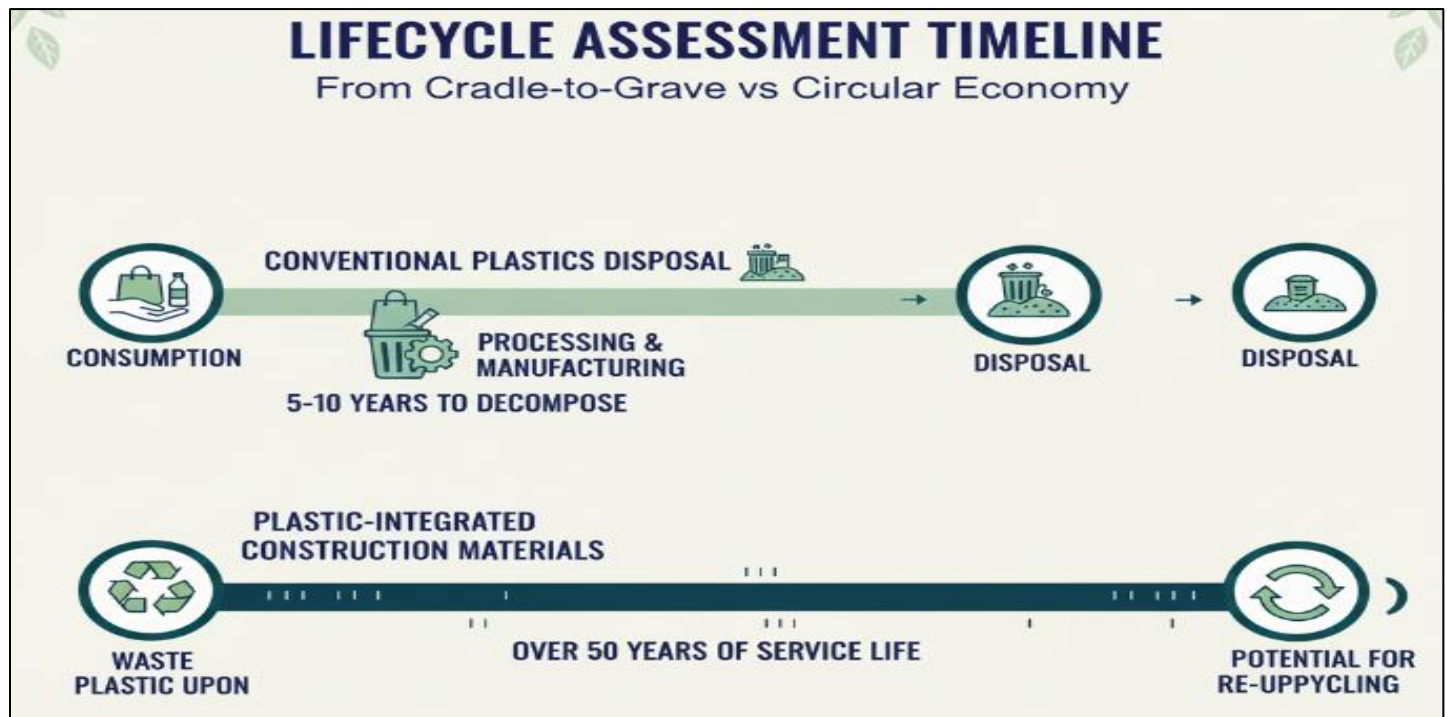 LIFECYCLE ASSESSMENT TIMELINE
From Cradle-to-Grave vs Circular Economy
CONVENTIONAL PLASTICS DISPOSAL
CONSUMPTION
PROCESSING &
MANUFACTURING
5-10 YEARS TO DECOMPOSE
DISPOSAL
DISPOSAL
PLASTIC-INTEGRATED
CONSTRUCTION MATERIALS
OVER 50 YEARS OF SERVICE LIFE
WASTE
PLASTIC UPON
POTENTIAL FOR
RE-UPPYCLING